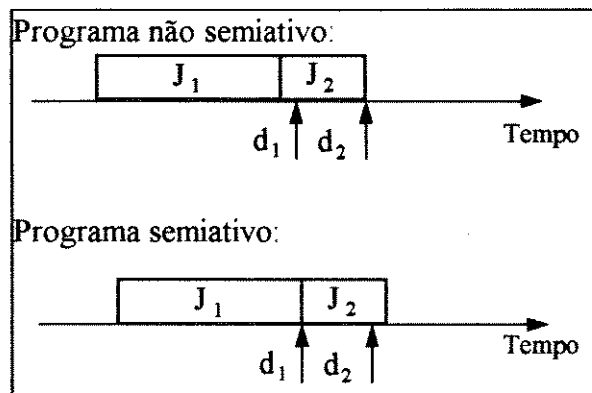 Programa não semiativo:
J₁ J₂
d₁ d₂ Tempo
Programa semiativo:
J₁ J₂
d₁ d₂ Tempo